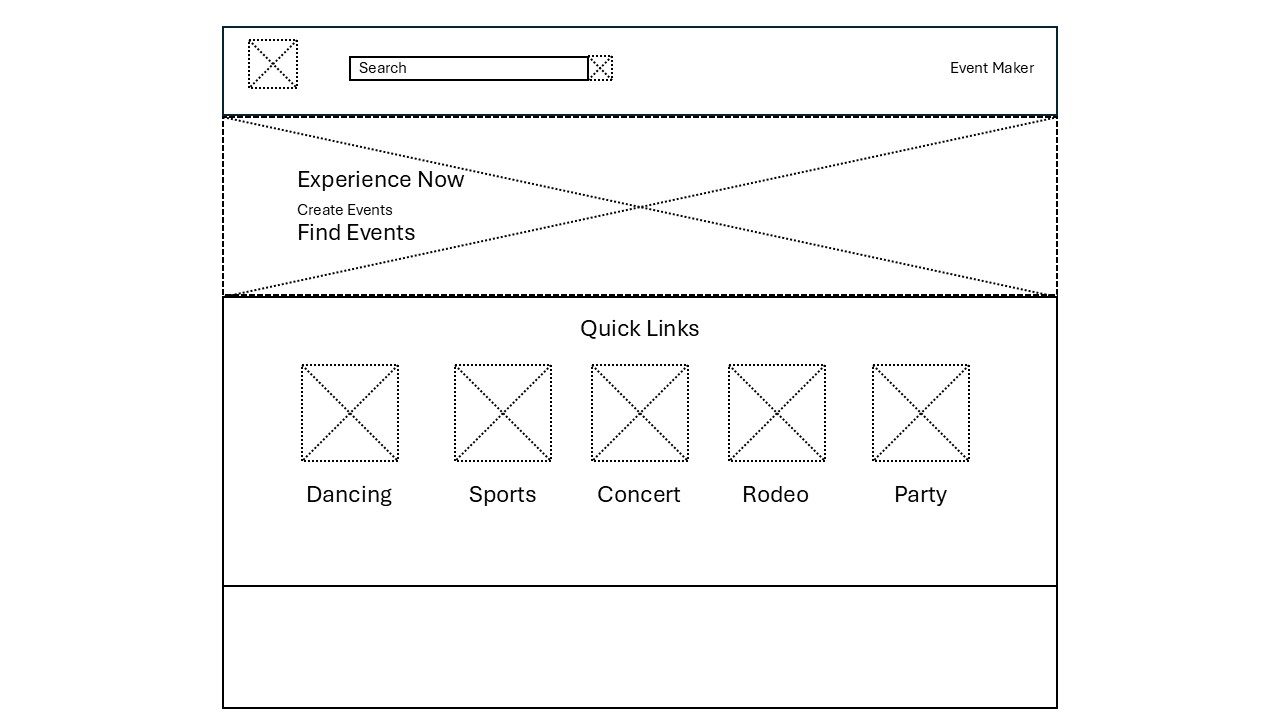 Search
Event Maker
Experience Now
Create Events
Find Events
Quick Links
Dancing
Sports
Concert
Rodeo
Party